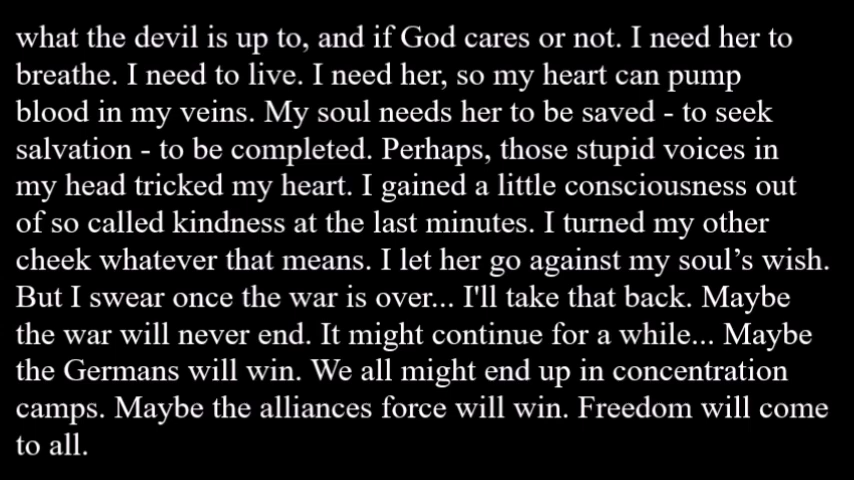 what the devil is up to, and if God cares or not. I need her to
breathe. I need to live. I need her, so my heart can pump
blood in my veins. My soul needs her to be saved - to seek
salvation - to be completed. Perhaps, those stupid voices in
my head tricked my heart. I gained a little consciousness out
of so called kindness at the last minutes. I turned my other
cheek whatever that means. I let her go against my soul’s wish.
But I swear once the war is over... I'll take that back. Maybe
the war will never end. It might continue for a while... Maybe
the Germans will win. We all might end up in concentration
camps. Maybe the alliances force will win. Freedom will come
to all.